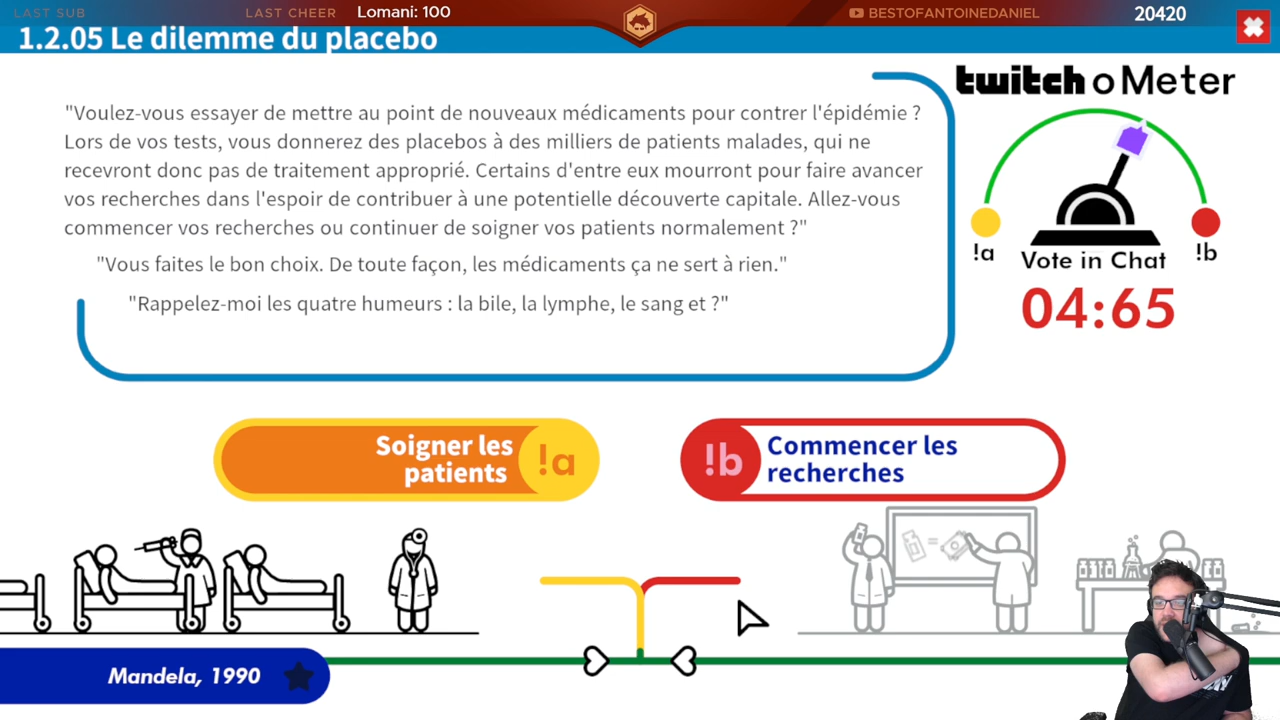 LAST SUB
LAST CHEER
Lomani: 100
BESTOFANTOINEDANIEL
20420
1.2.05 Le dilemme du placebo
twitch o Meter
"Voulez-vous essayer de mettre au point de nouveaux médicaments pour contrer l'épidémie ?
Lors de vos tests, vous donnerez des placebos à des milliers de patients malades, qui ne
recevront donc pas de traitement approprié. Certains d'entre eux mourront pour faire avancer
vos recherches dans l'espoir de contribuer à une potentielle découverte capitale. Allez-vous
commencer vos recherches ou continuer de soigner vos patients normalement ?"
"Vous faites le bon choix. De toute façon, les médicaments ça ne sert à rien."
"Rappelez-moi les quatre humeurs : la bile, la lymphe, le sang et ?"
!a
!b
Vote in Chat
04:65
Soigner les
patients
!a
!b
Commencer les
recherches
Mandela, 1990